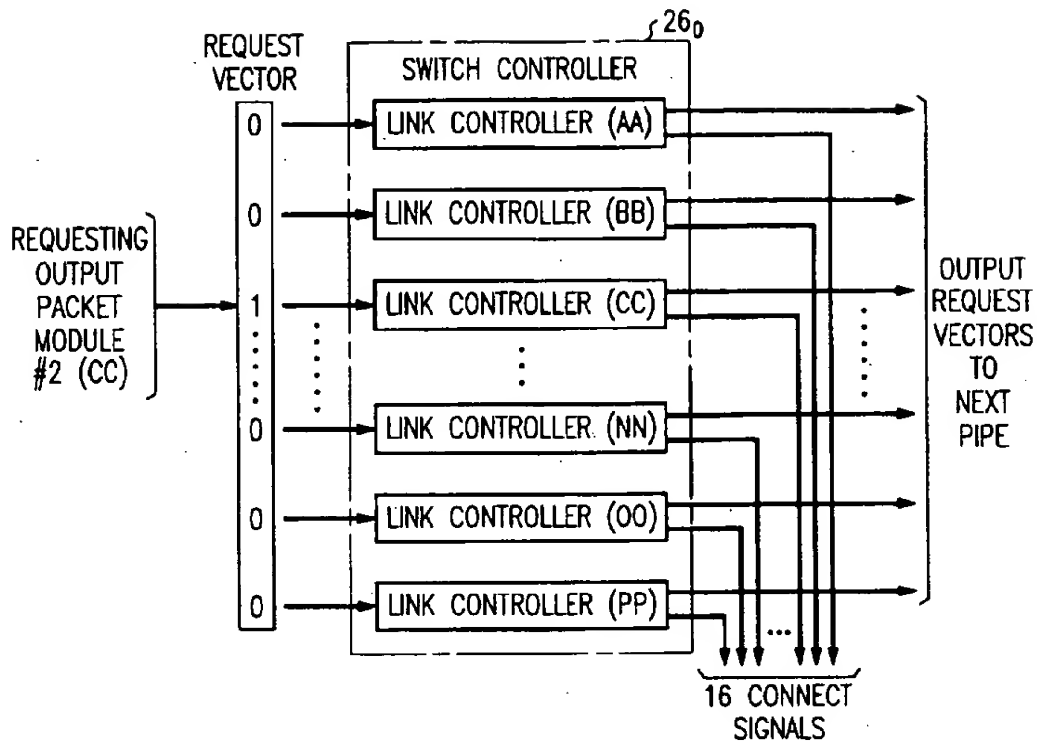 26₀
REQUEST
VECTOR
SWITCH CONTROLLER
0
LINK CONTROLLER (AA)
0
LINK CONTROLLER (BB)
REQUESTING
OUTPUT
PACKET
MODULE
#2 (CC)
1
LINK CONTROLLER (CC)
OUTPUT
REQUEST
VECTORS
TO
NEXT
PIPE
0
LINK CONTROLLER (NN)
0
LINK CONTROLLER (OO)
0
LINK CONTROLLER (PP)
16 CONNECT
SIGNALS